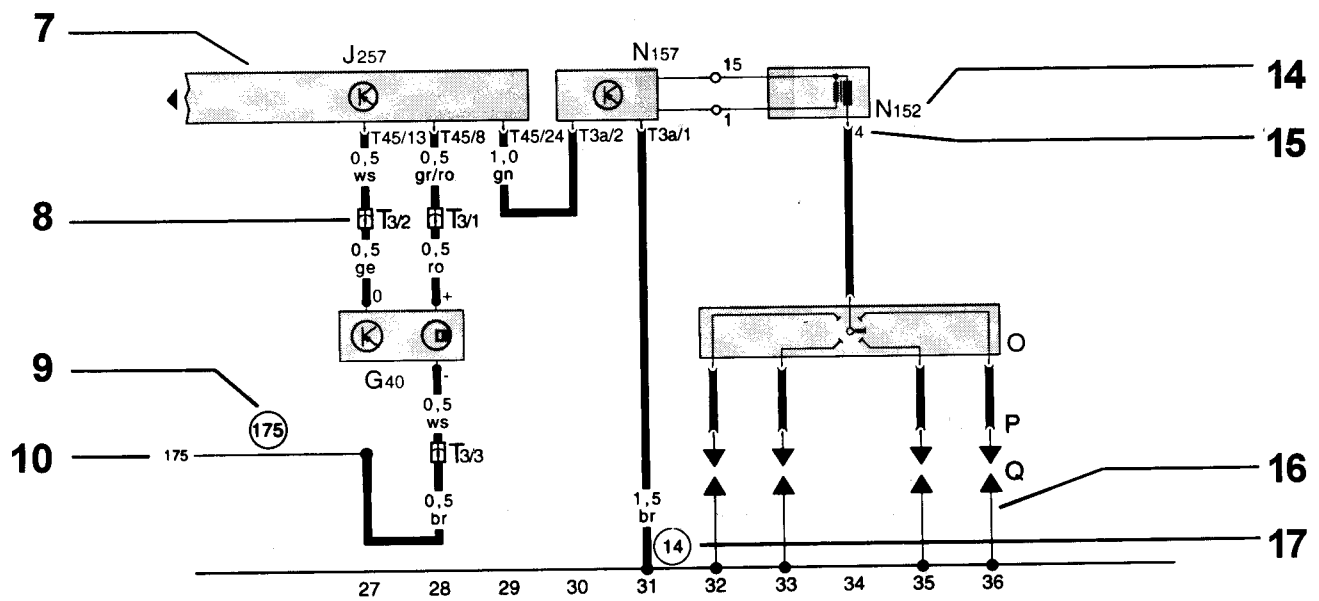 7
J257
N157
15
14
N152
1
T45/13 T45/8 T45/24 T3a/2 T3a/1
4
15
0,5 0,5 1,0
ws gr/ro gn
8
T3/2 T3/1
0,5 0,5
ge ro
0 +
O
9
G40
-
0,5
ws
P
175
10
175
T3/3
Q
16
0,5
br
1,5
br
14
17
27 28 29 30 31 32 33 34 35 36